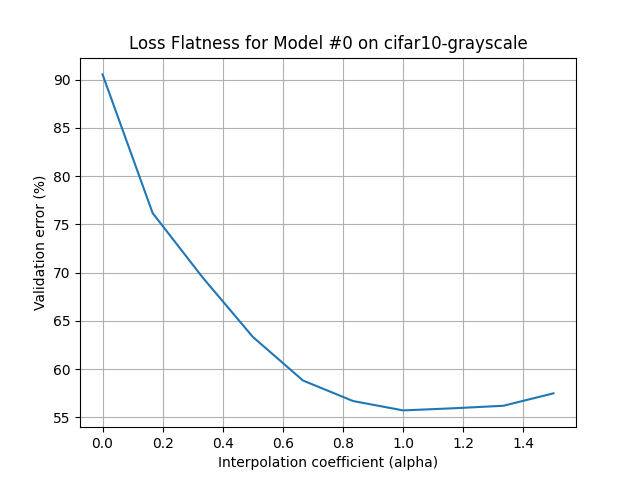 Loss Flatness for Model #0 on cifar10-grayscale
Validation error (%)
90
85
80
75
70
65
60
55
0.0 0.2 0.4 0.6 0.8 1.0 1.2 1.4
Interpolation coefficient (alpha)